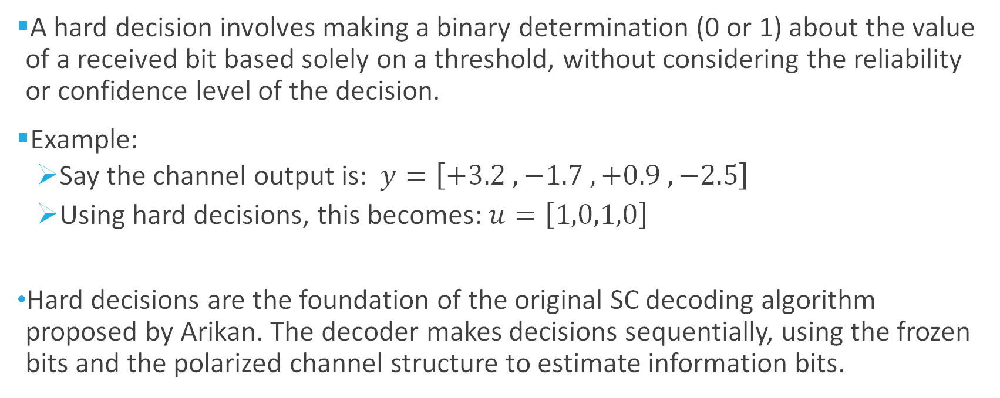 ▪A hard decision involves making a binary determination (0 or 1) about the value
of a received bit based solely on a threshold, without considering the reliability
or confidence level of the decision.
▪Example:
➢Say the channel output is: y = [+3.2 , −1.7 , +0.9 , −2.5]
➢Using hard decisions, this becomes: u = [1,0,1,0]
•Hard decisions are the foundation of the original SC decoding algorithm
proposed by Arikan. The decoder makes decisions sequentially, using the frozen
bits and the polarized channel structure to estimate information bits.